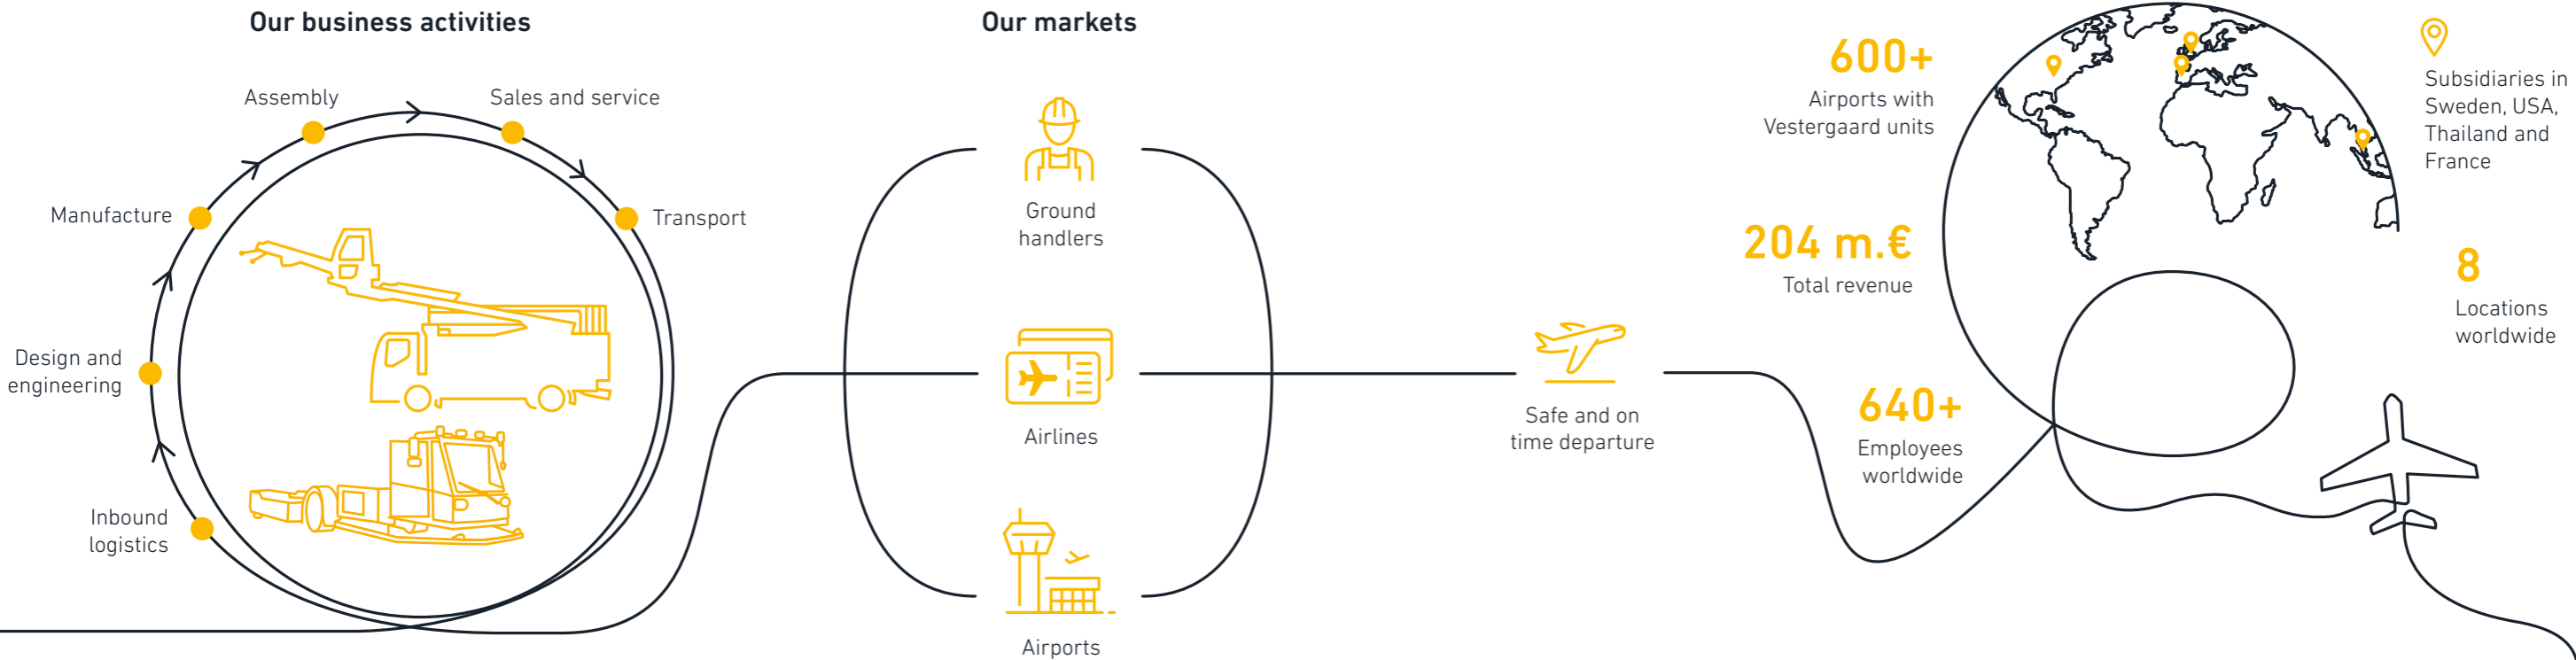 Our business activities
Assembly
Sales and service
Manufacture
Transport
Design and
engineering
Inbound
logistics
Our markets
Ground
handlers
Airlines
Airports
Safe and on
time departure
600+
Airports with
Vestergaard units
204 m.€
Total revenue
640+
Employees
worldwide
Subsidiaries in
Sweden, USA,
Thailand and
France
8
Locations
worldwide